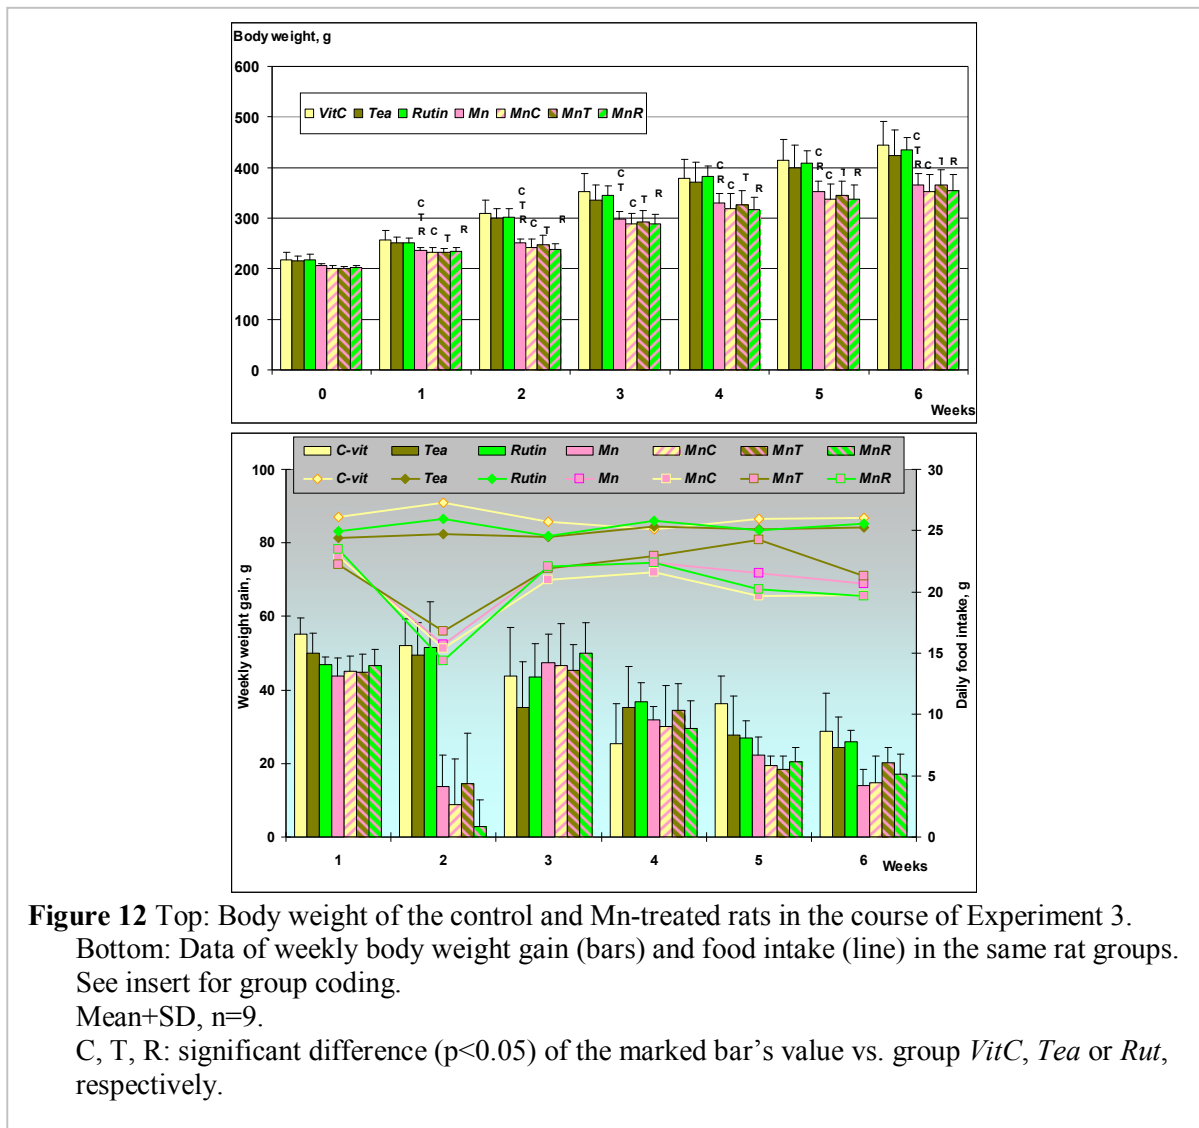 Body weight, g
600
500
400
300
200
100
0
VitC Tea Rutin Mn MnC MnT MnR
C
T
R C T R
C
T
R C T R
C
T C T R
C
R C T R
C
R C T R
C
T
R C T R
0 1 2 3 4 5 6
Weeks
C-vit Tea Rutin Mn MnC MnT MnR
C-vit Tea Rutin Mn MnC MnT MnR
Weekly weight gain, g
100
80
60
40
20
0
Daily food intake, g
30
25
20
15
10
5
0
1 2 3 4 5 6
Weeks
Figure 12 Top: Body weight of the control and Mn-treated rats in the course of Experiment 3.
Bottom: Data of weekly body weight gain (bars) and food intake (line) in the same rat groups.
See insert for group coding.
Mean+SD, n=9.
C, T, R: significant difference (p<0.05) of the marked bar's value vs. group VitC, Tea or Rut,
respectively.